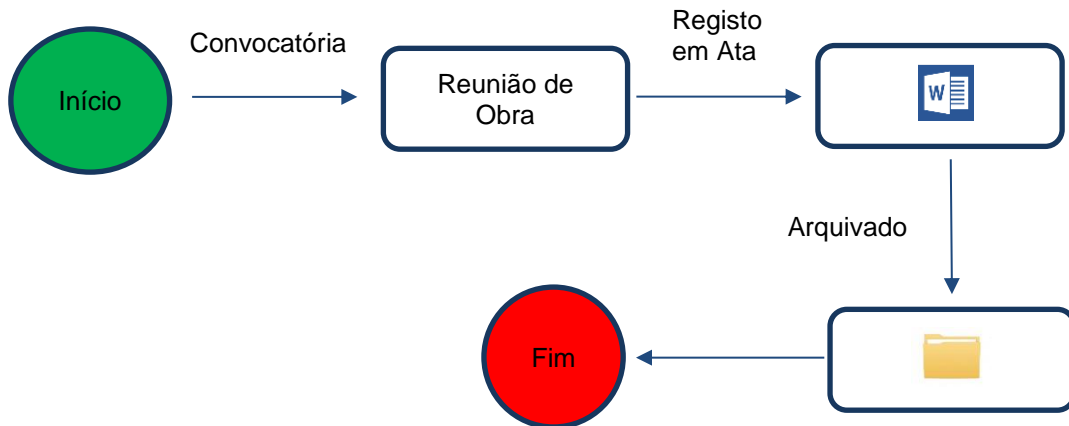 Início
Convocatória
Reunião de
Obra
Registo
em Ata
W
Arquivado
Fim